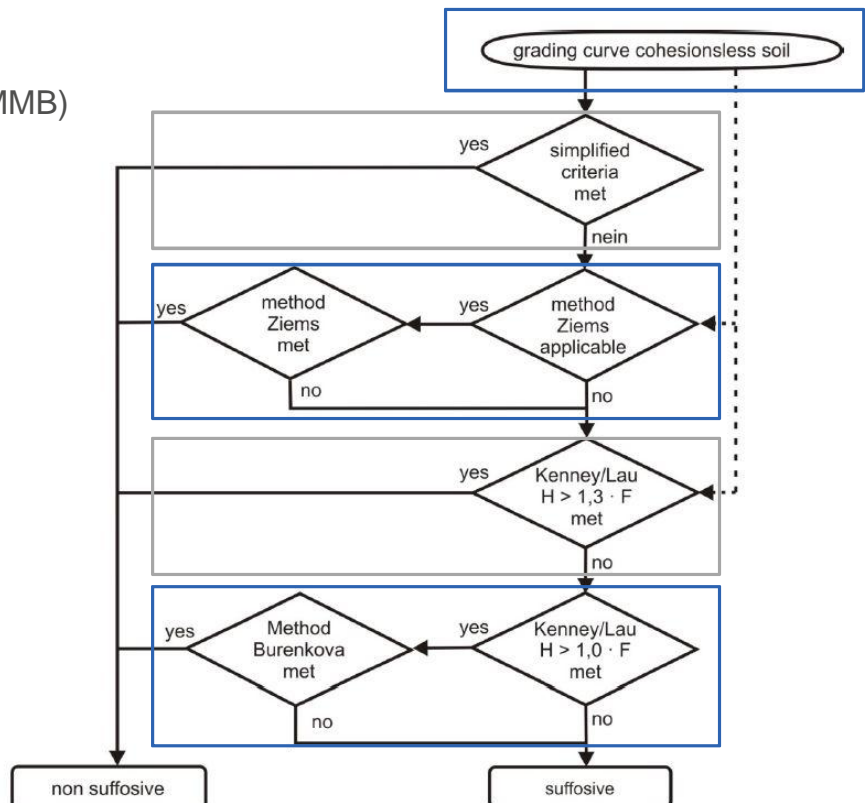 grading curve cohesionsless soil
MMB)
yes
simplified
criteria
met
nein
yes
method
Ziems
met
yes
method
Ziems
applicable
no
no
yes
Kenney/Lau
H > 1,3 · F
met
no
yes
Method
Burenkova
met
yes
Kenney/Lau
H > 1,0 · F
met
no
no
non suffosive
suffosive